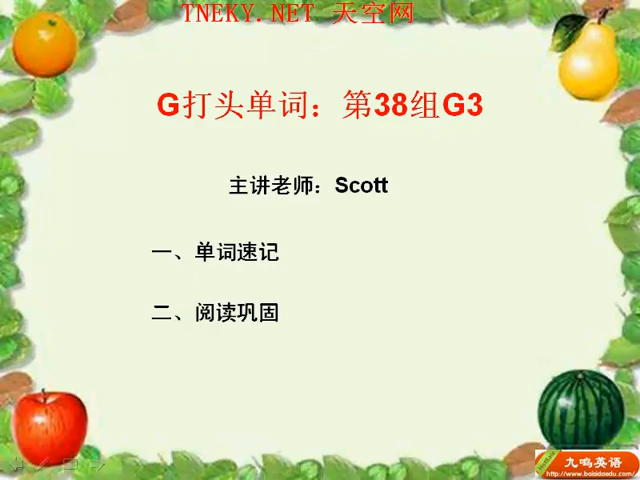 TNEKY.NET 天空网
G打头单词：第38组G3
主讲老师：Scott
一、单词速记
二、阅读巩固
九鸣英语